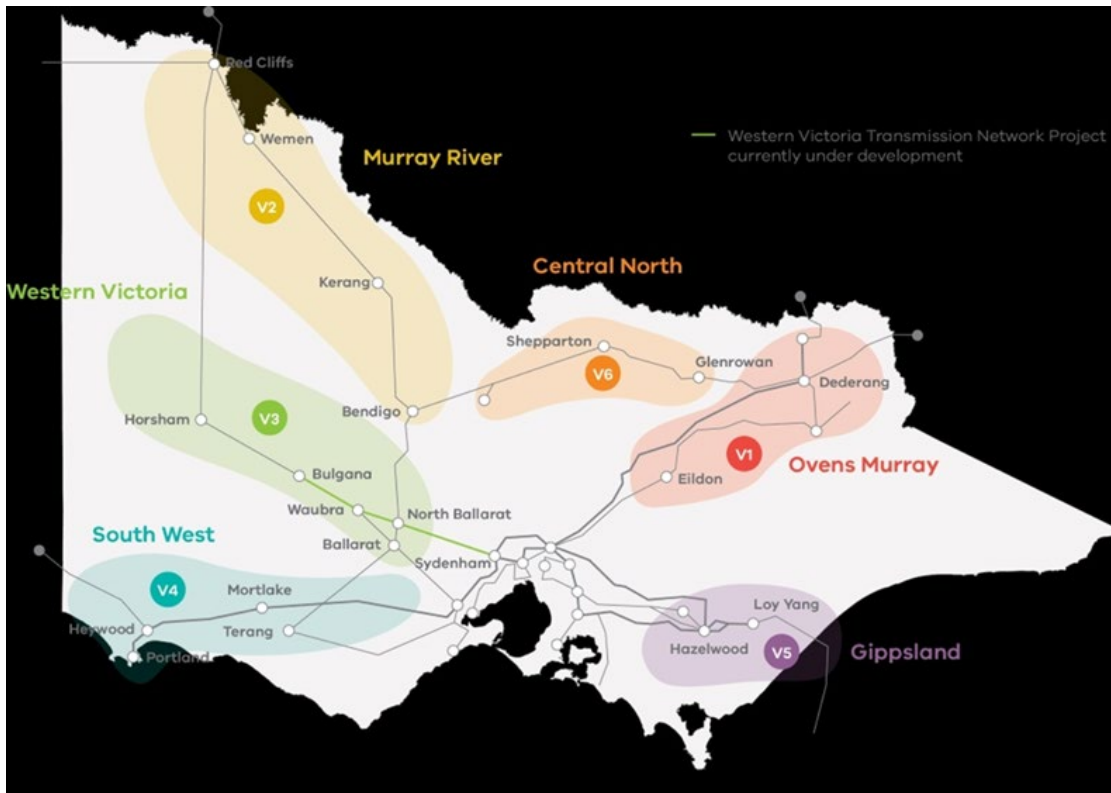 Red Cliffs
Wemen
Murray River
Western Victoria Transmission Network Project
currently under development
V2
Central North
Kerang
Western Victoria
Shepparton
Glenrowan
V6
Dederang
Bendigo
Horsham
V3
V1
Ovens Murray
Bulgana
Eildon
Waubra
North Ballarat
South West
Ballarat
Sydenham
V4
Mortlake
Loy Yang
Heywood
Terang
Hazelwood
V5
Gippsland
Portland